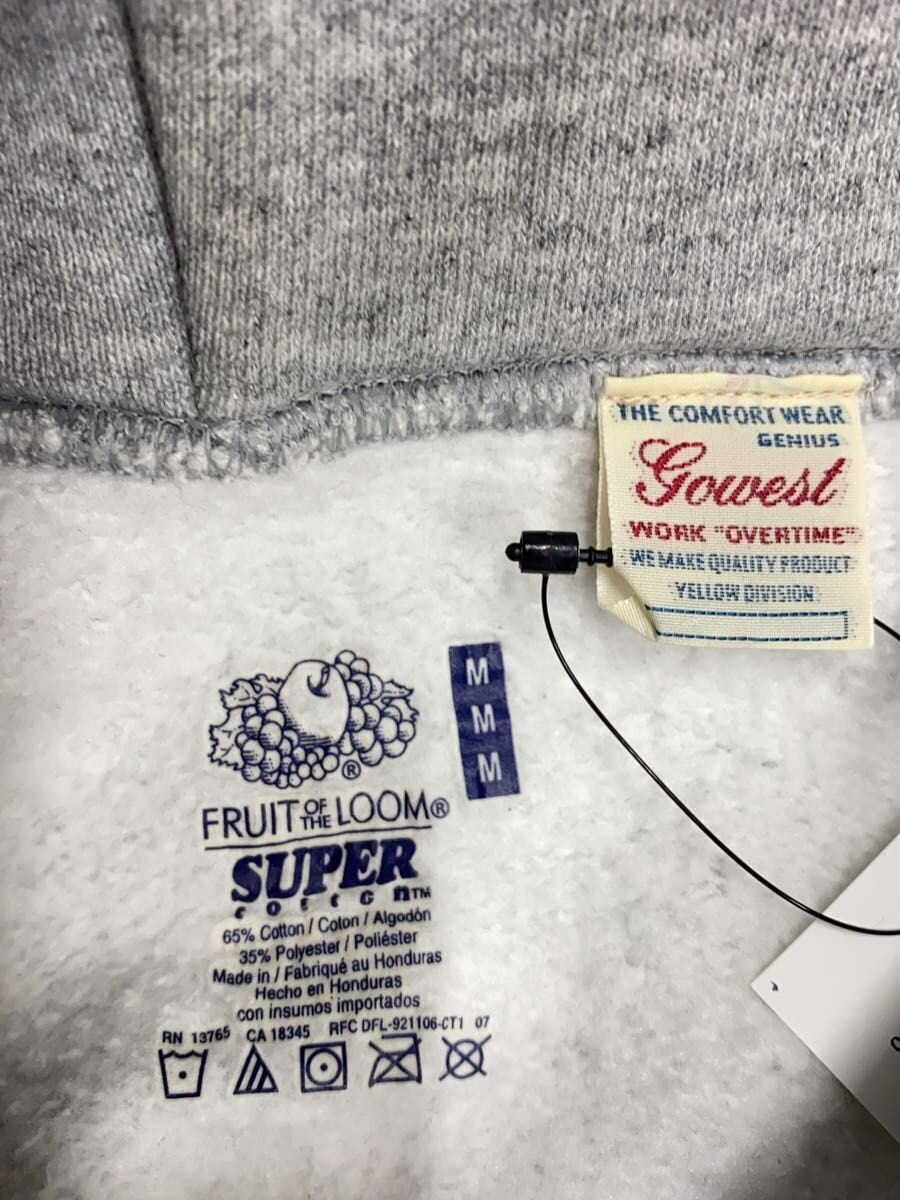 THE COMFORT WEAR
GENIUS
Gowest
WORK "OVERTIME"
WE MAKE QUALITY PRODUCT
YELLOW DIVISION
M
M
M
®
FRUIT OF THE LOOM®
SUPER
cotton™
65% Cotton / Coton / Algodón
35% Polyester / Poliéster
Made in / Fabriqué au Honduras
Hecho en Honduras
con insumos importados
RN 13765 CA 18345 RFC DFL-921106-CT1 07